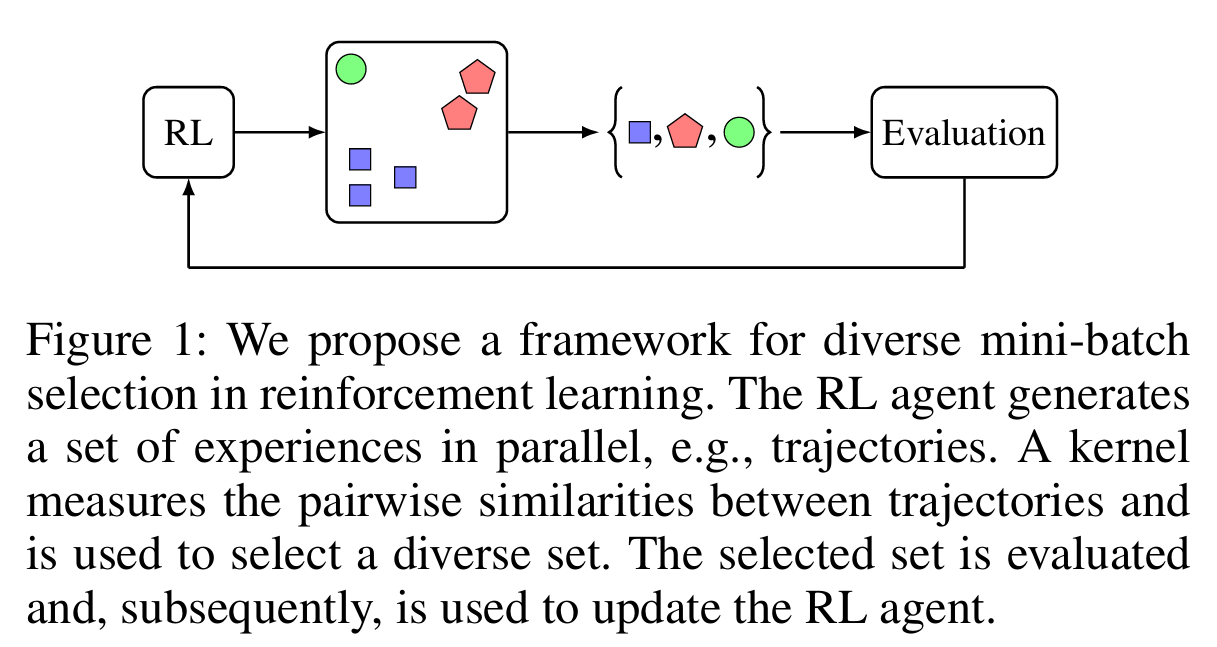 RL
Evaluation
Figure 1: We propose a framework for diverse mini-batch
selection in reinforcement learning. The RL agent generates
a set of experiences in parallel, e.g., trajectories. A kernel
measures the pairwise similarities between trajectories and
is used to select a diverse set. The selected set is evaluated
and, subsequently, is used to update the RL agent.